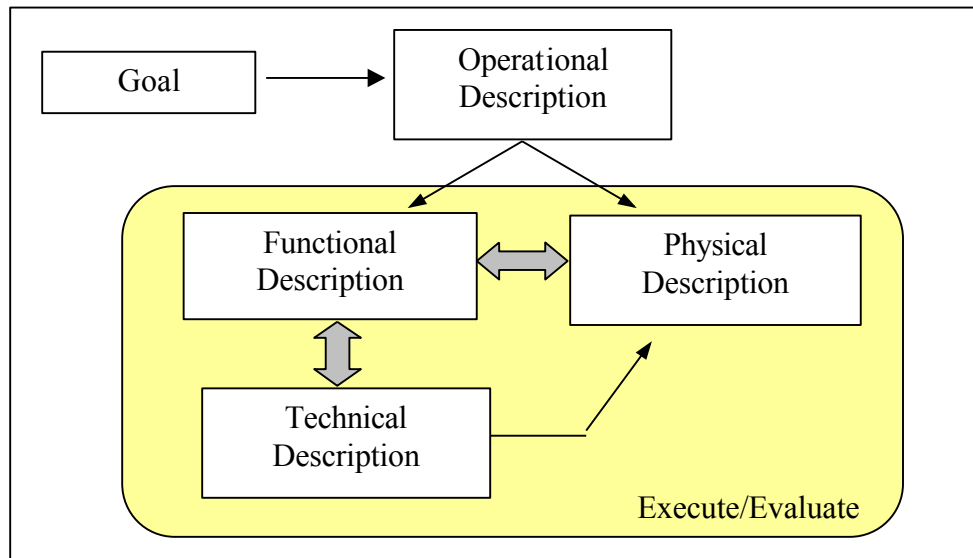 Goal
Operational
Description
Functional
Description
Physical
Description
Technical
Description
Execute/Evaluate